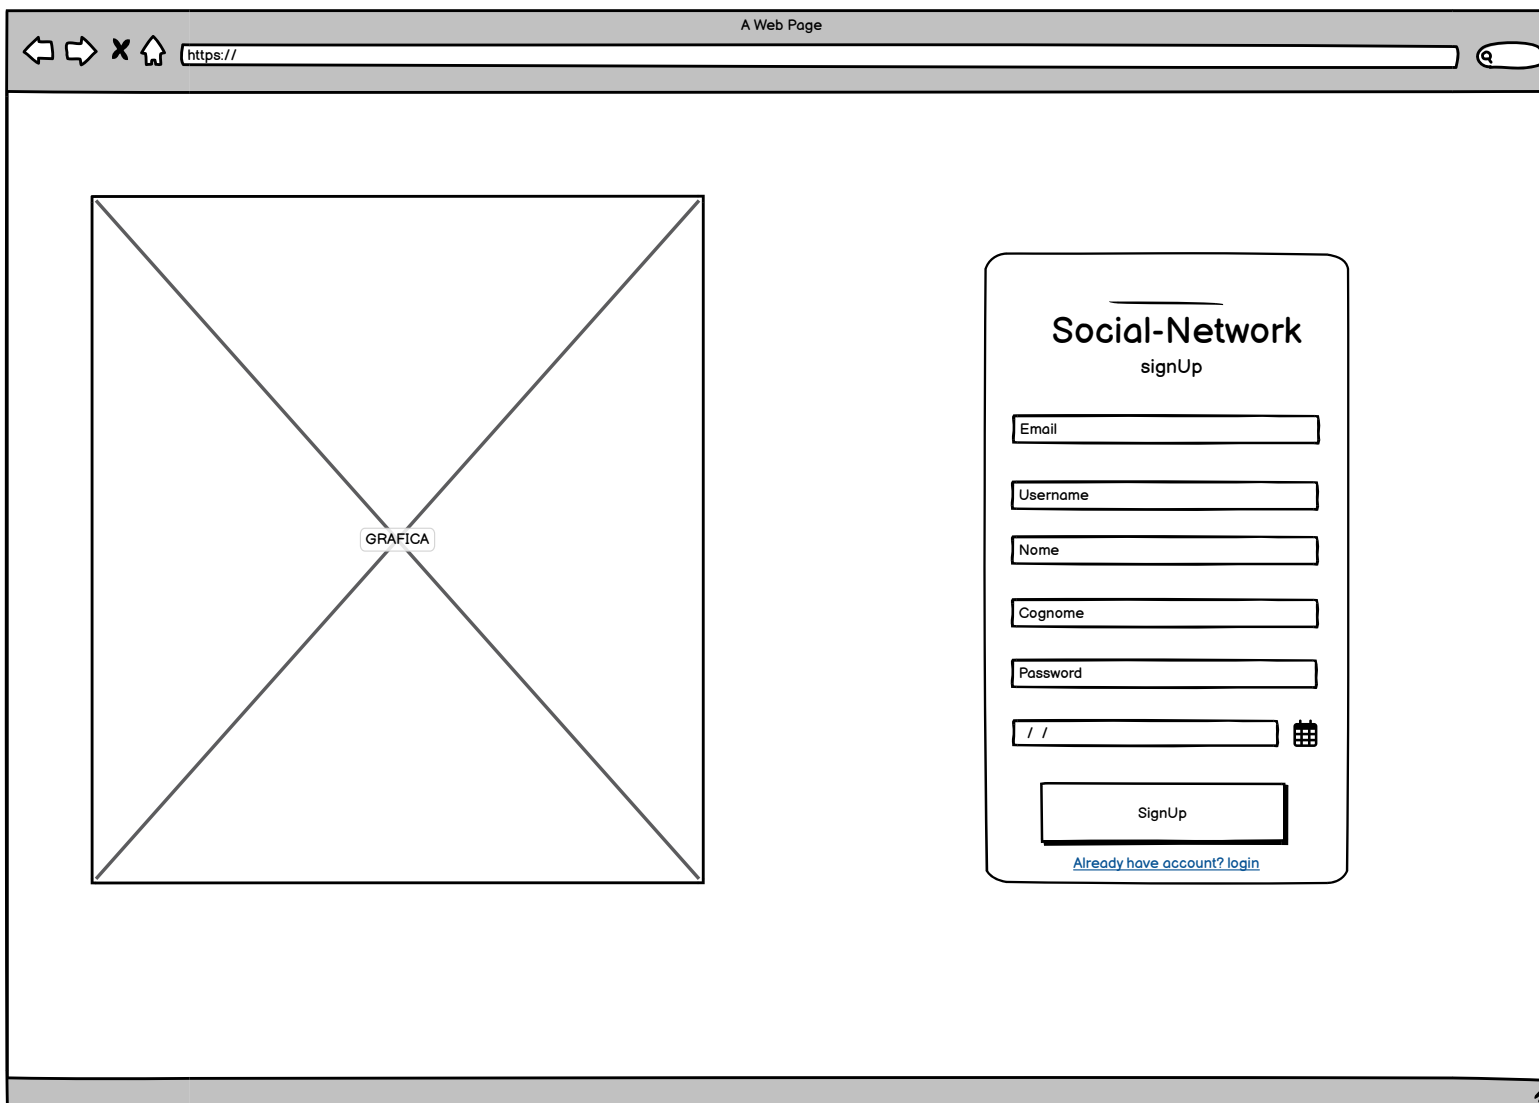 A Web Page
https://
GRAFICA
Social-Network
signUp
Email
Username
Nome
Cognome
Password
/ /
SignUp
Already have account? login